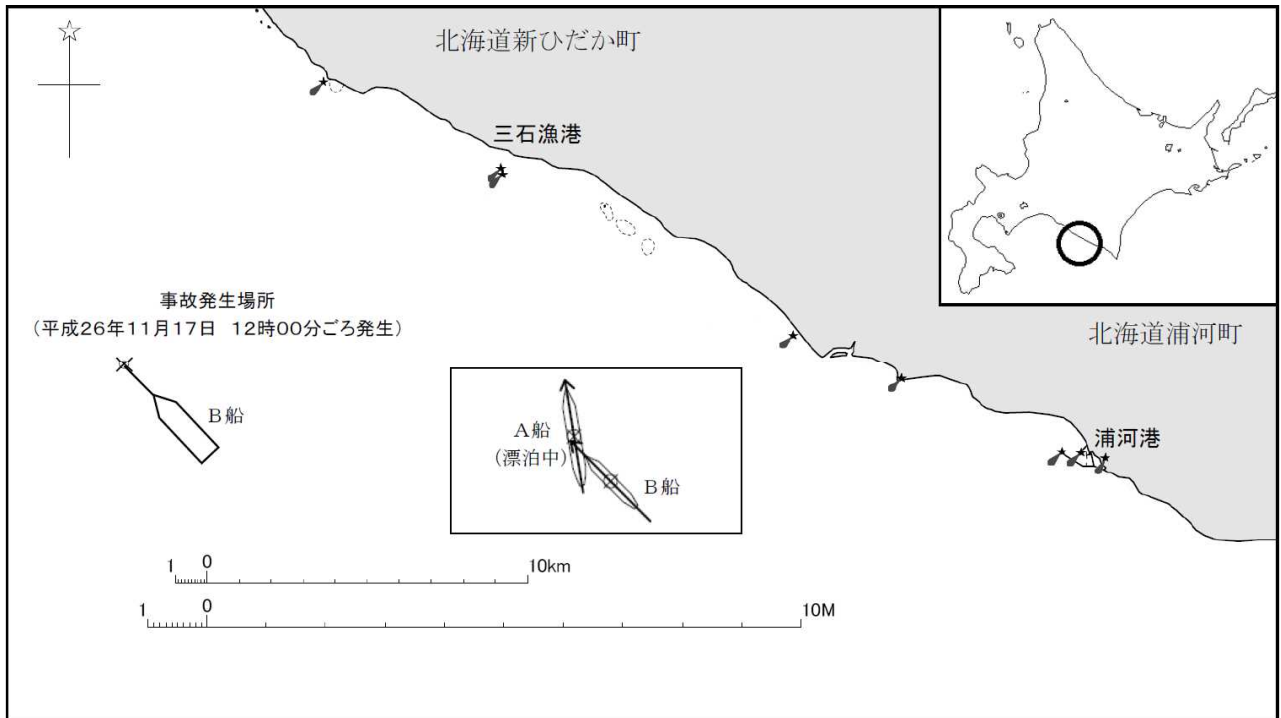 北海道新ひだか町
三石漁港
事故発生場所
(平成26年11月17日 12時00分ごろ発生)
B船
北海道浦河町
A船
(漂泊中)
B船
浦河港
1 0 10km
1 0 10M